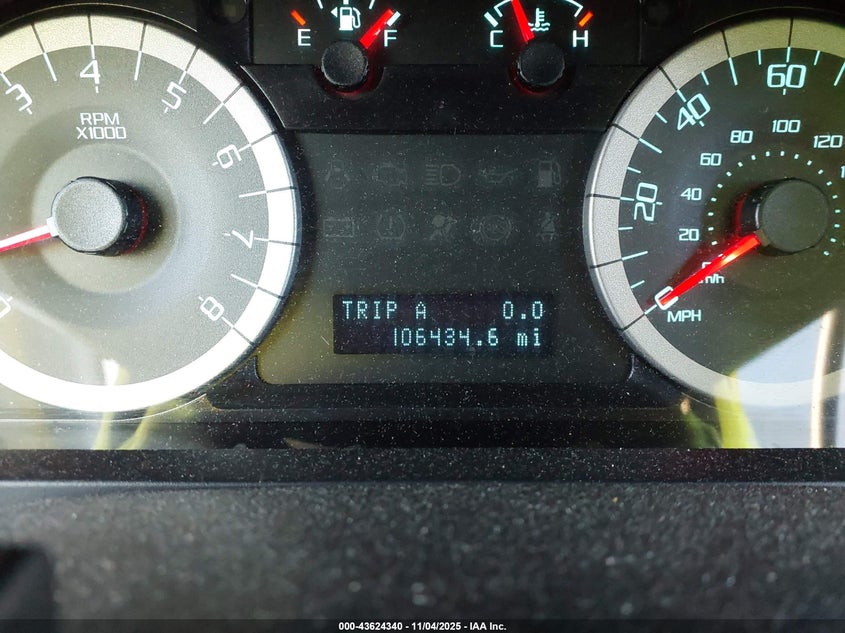 E F C H
3 4 5 6 7 8
RPM
X1000
TRIP A 0.0
106434.6 mi
0 20 40 60
20 40 60 80 100 120
MPH
000-43624340 - 11/04/2025 - IAA Inc.